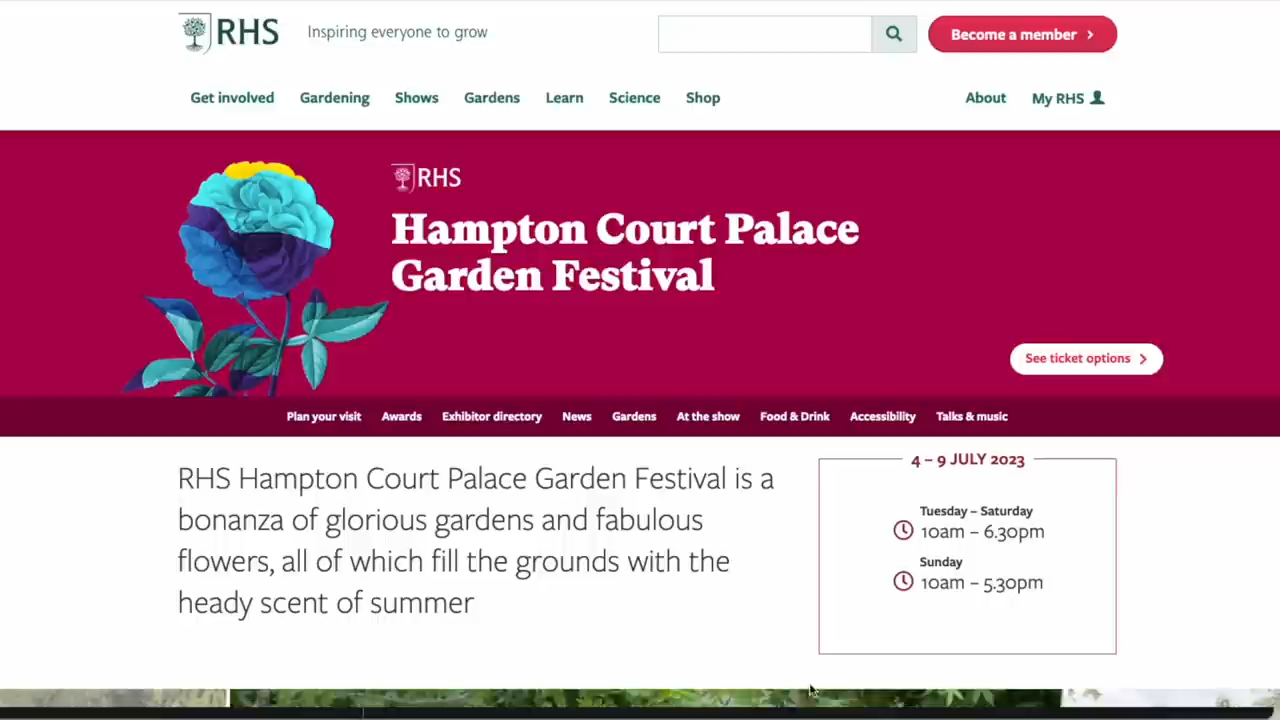 RHS
Inspiring everyone to grow
Become a member
Get involved Gardening Shows Gardens Learn Science Shop About My RHS
RHS
Hampton Court Palace
Garden Festival
See ticket options
Plan your visit Awards Exhibitor directory News Gardens At the show Food & Drink Accessibility Talks & music
RHS Hampton Court Palace Garden Festival is a
bonanza of glorious gardens and fabulous
flowers, all of which fill the grounds with the
heady scent of summer
4 – 9 JULY 2023
Tuesday – Saturday
10am – 6.30pm
Sunday
10am – 5.30pm